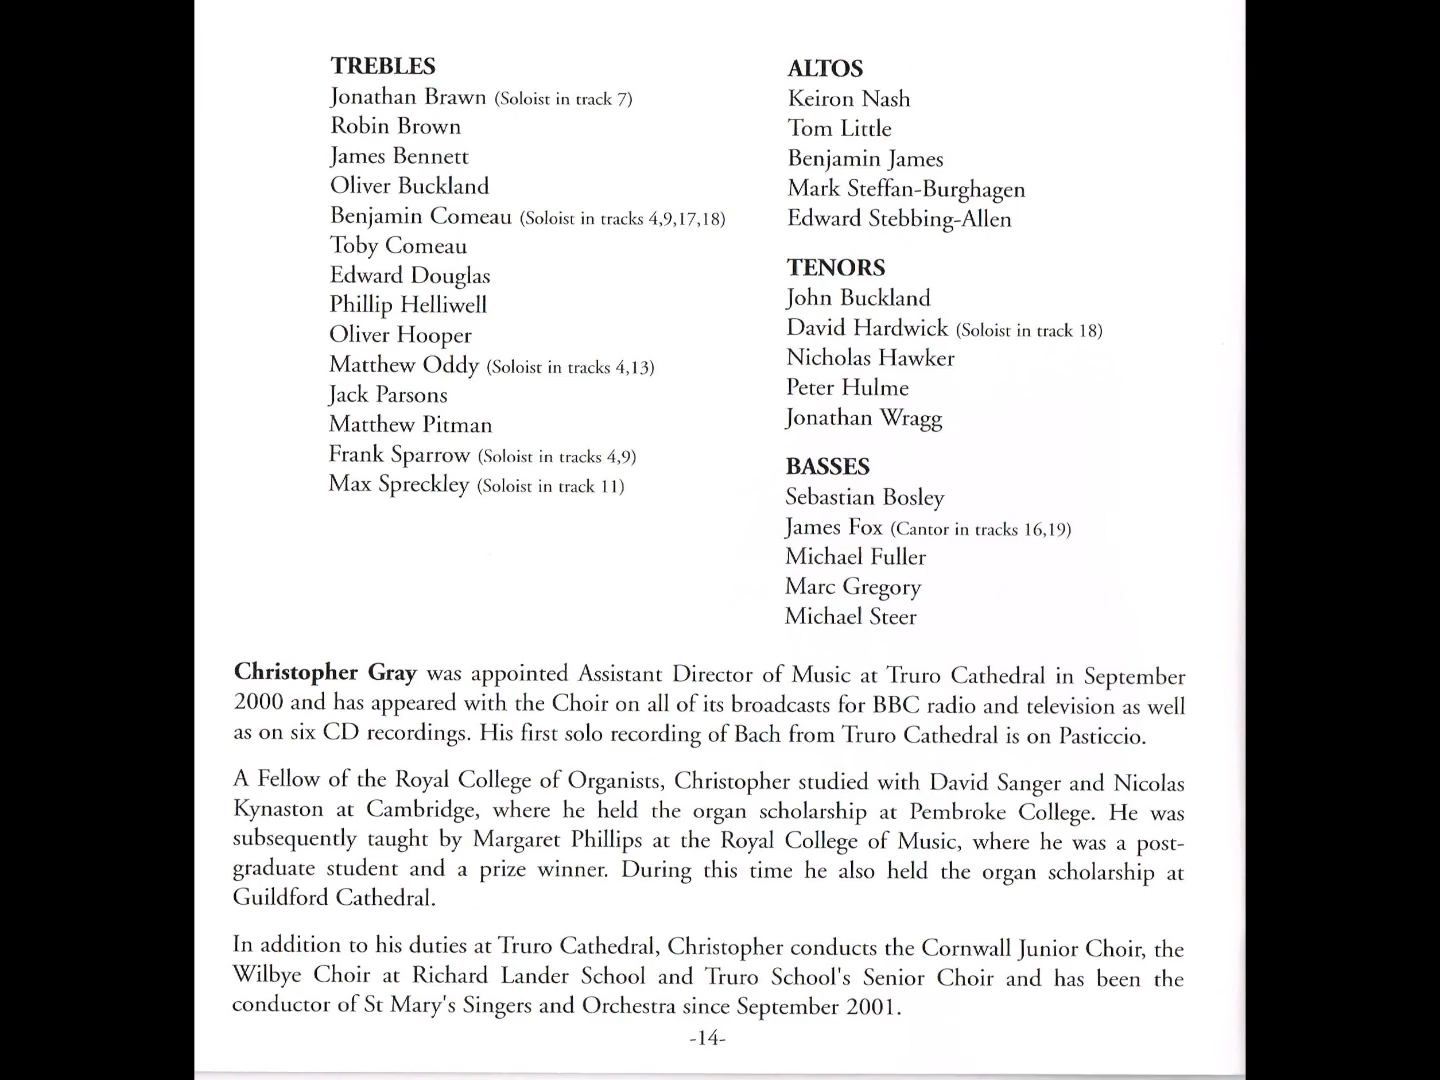 TREBLES
Jonathan Brawn (Soloist in track 7)
Robin Brown
James Bennett
Oliver Buckland
Benjamin Comeau (Soloist in tracks 4,9,17,18)
Toby Comeau
Edward Douglas
Phillip Helliwell
Oliver Hooper
Matthew Oddy (Soloist in tracks 4,13)
Jack Parsons
Matthew Pitman
Frank Sparrow (Soloist in tracks 4,9)
Max Spreckley (Soloist in track 11)
ALTOS
Keiron Nash
Tom Little
Benjamin James
Mark Steffan-Burghagen
Edward Stebbing-Allen
TENORS
John Buckland
David Hardwick (Soloist in track 18)
Nicholas Hawker
Peter Hulme
Jonathan Wragg
BASSES
Sebastian Bosley
James Fox (Cantor in tracks 16,19)
Michael Fuller
Marc Gregory
Michael Steer
Christopher Gray was appointed Assistant Director of Music at Truro Cathedral in September
2000 and has appeared with the Choir on all of its broadcasts for BBC radio and television as well
as on six CD recordings. His first solo recording of Bach from Truro Cathedral is on Pasticcio.
A Fellow of the Royal College of Organists, Christopher studied with David Sanger and Nicolas
Kynaston at Cambridge, where he held the organ scholarship at Pembroke College. He was
subsequently taught by Margaret Phillips at the Royal College of Music, where he was a post-
graduate student and a prize winner. During this time he also held the organ scholarship at
Guildford Cathedral.
In addition to his duties at Truro Cathedral, Christopher conducts the Cornwall Junior Choir, the
Wilbye Choir at Richard Lander School and Truro School's Senior Choir and has been the
conductor of St Mary's Singers and Orchestra since September 2001.
-14-